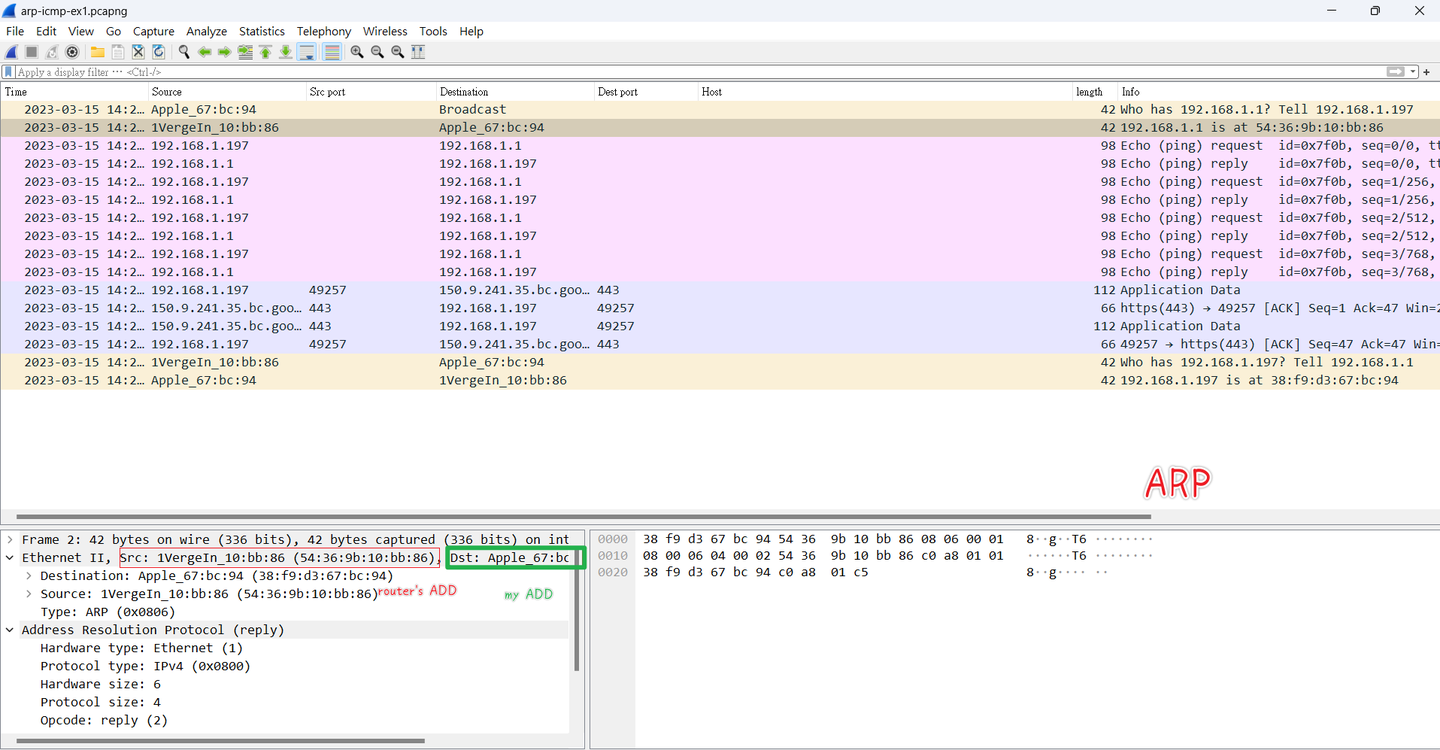 arp-icmp-ex1.pcapng
File Edit View Go Capture Analyze Statistics Telephony Wireless Tools Help
Apply a display filter ··· <Ctrl-/>
Time Source Src port Destination Dest port Host length Info
2023-03-15 14:2… Apple_67:bc:94 Broadcast 42 Who has 192.168.1.1? Tell 192.168.1.197
2023-03-15 14:2… 1VergeIn_10:bb:86 Apple_67:bc:94 42 192.168.1.1 is at 54:36:9b:10:bb:86
2023-03-15 14:2… 192.168.1.197 192.168.1.1 98 Echo (ping) request id=0x7f0b, seq=0/0, tt
2023-03-15 14:2… 192.168.1.1 192.168.1.197 98 Echo (ping) reply id=0x7f0b, seq=0/0, tt
2023-03-15 14:2… 192.168.1.197 192.168.1.1 98 Echo (ping) request id=0x7f0b, seq=1/256,
2023-03-15 14:2… 192.168.1.1 192.168.1.197 98 Echo (ping) reply id=0x7f0b, seq=1/256,
2023-03-15 14:2… 192.168.1.197 192.168.1.1 98 Echo (ping) request id=0x7f0b, seq=2/512,
2023-03-15 14:2… 192.168.1.1 192.168.1.197 98 Echo (ping) reply id=0x7f0b, seq=2/512,
2023-03-15 14:2… 192.168.1.197 192.168.1.1 98 Echo (ping) request id=0x7f0b, seq=3/768,
2023-03-15 14:2… 192.168.1.1 192.168.1.197 98 Echo (ping) reply id=0x7f0b, seq=3/768,
2023-03-15 14:2… 192.168.1.197 49257 150.9.241.35.bc.goo… 443 112 Application Data
2023-03-15 14:2… 150.9.241.35.bc.goo… 443 192.168.1.197 49257 66 https(443) → 49257 [ACK] Seq=1 Ack=47 Win=2
2023-03-15 14:2… 150.9.241.35.bc.goo… 443 192.168.1.197 49257 112 Application Data
2023-03-15 14:2… 192.168.1.197 49257 150.9.241.35.bc.goo… 443 66 49257 → https(443) [ACK] Seq=47 Ack=47 Win=
2023-03-15 14:2… 1VergeIn_10:bb:86 Apple_67:bc:94 42 Who has 192.168.1.197? Tell 192.168.1.1
2023-03-15 14:2… Apple_67:bc:94 1VergeIn_10:bb:86 42 192.168.1.197 is at 38:f9:d3:67:bc:94
ARP
Frame 2: 42 bytes on wire (336 bits), 42 bytes captured (336 bits) on int
Ethernet II, Src: 1VergeIn_10:bb:86 (54:36:9b:10:bb:86), Dst: Apple_67:bc
Destination: Apple_67:bc:94 (38:f9:d3:67:bc:94)
Source: 1VergeIn_10:bb:86 (54:36:9b:10:bb:86) router's ADD my ADD
Type: ARP (0x0806)
Address Resolution Protocol (reply)
Hardware type: Ethernet (1)
Protocol type: IPv4 (0x0800)
Hardware size: 6
Protocol size: 4
Opcode: reply (2)
0000 38 f9 d3 67 bc 94 54 36 9b 10 bb 86 08 06 00 01 8··g··T6 ········
0010 08 00 06 04 00 02 54 36 9b 10 bb 86 c0 a8 01 01 ······T6 ········
0020 38 f9 d3 67 bc 94 c0 a8 01 c5 8··g···· ··